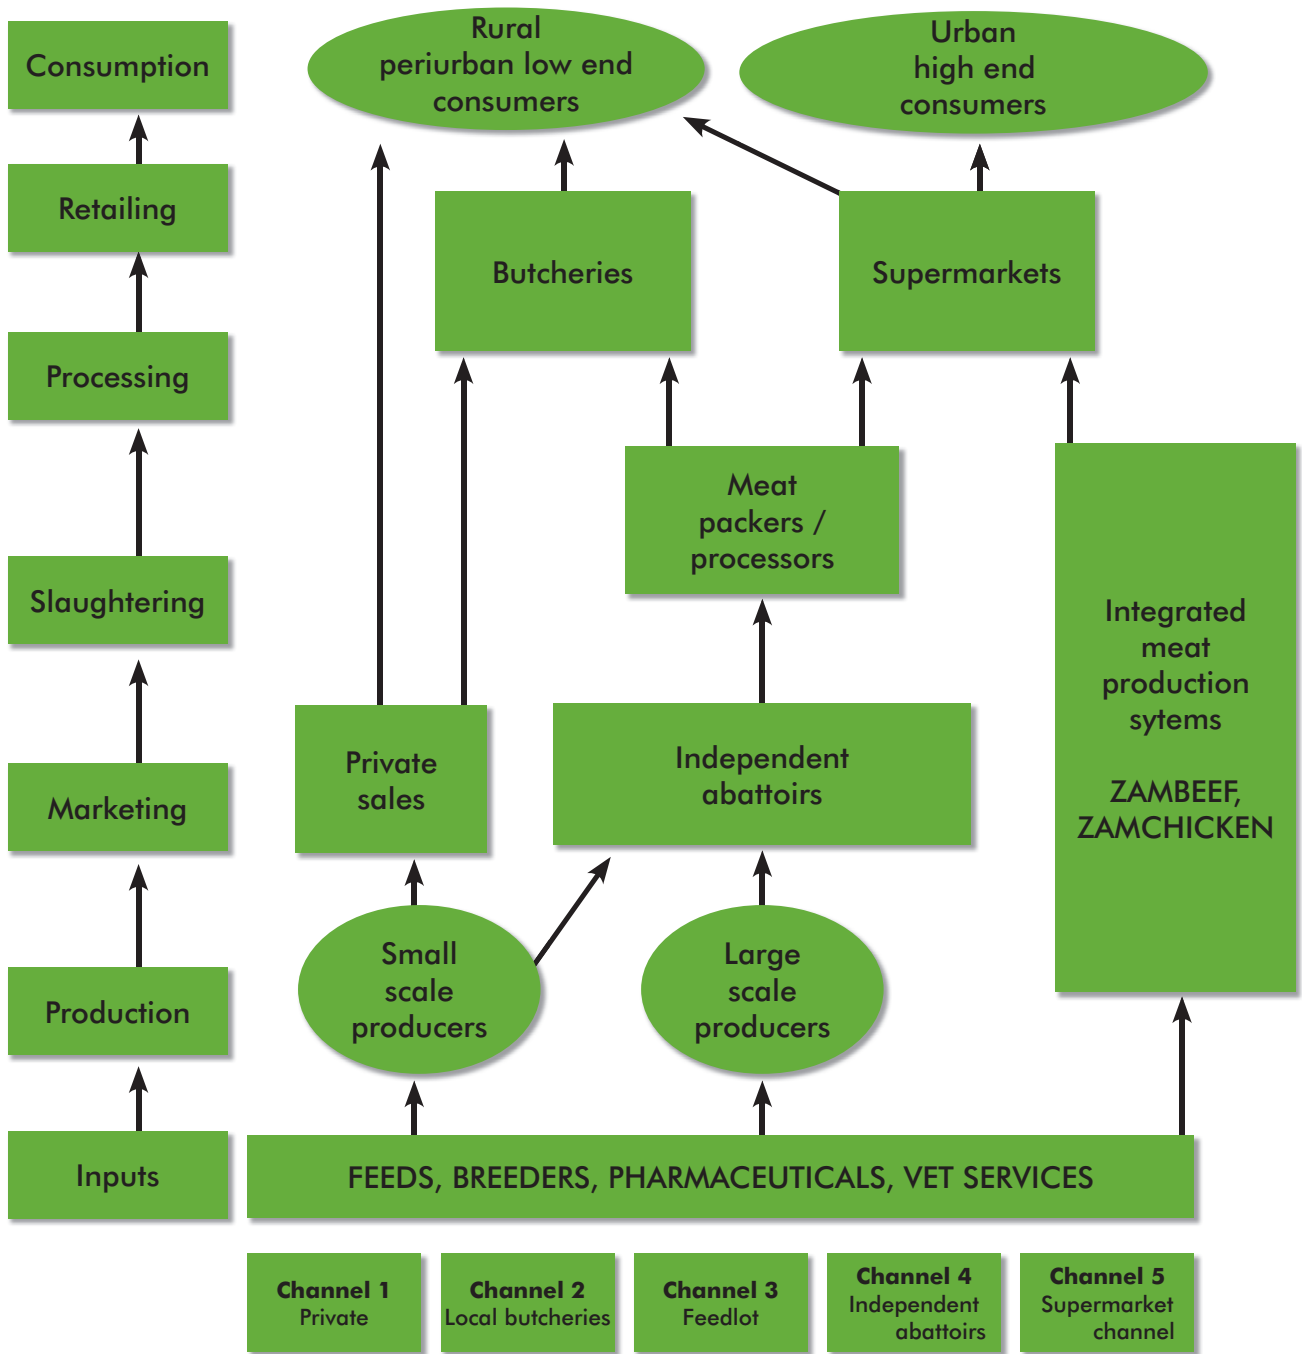 Consumption
Retailing
Processing
Slaughtering
Marketing
Production
Inputs
Rural
periurban low end
consumers
Urban
high end
consumers
Butcheries
Supermarkets
Meat
packers /
processors
Integrated
meat
production
sytems
ZAMBEEF,
ZAMCHICKEN
Private
sales
Independent
abattoirs
Small
scale
producers
Large
scale
producers
FEEDS, BREEDERS, PHARMACEUTICALS, VET SERVICES
Channel 1
Private
Channel 2
Local butcheries
Channel 3
Feedlot
Channel 4
Independent
abattoirs
Channel 5
Supermarket
channel